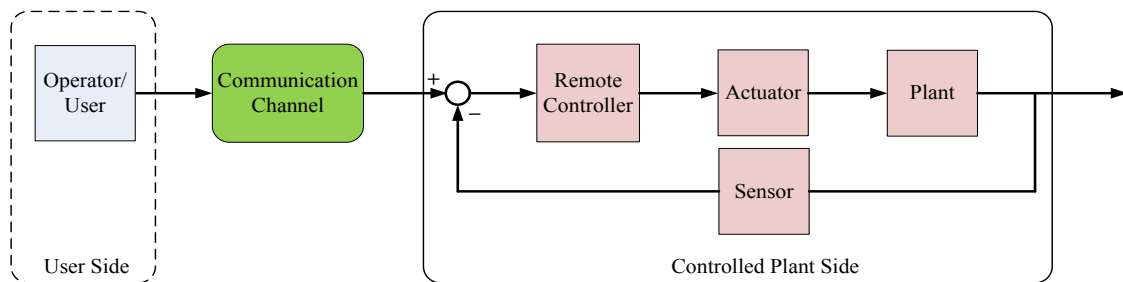 Operator/
User
Communication
Channel
+
−
Remote
Controller
Actuator
Plant
Sensor
User Side
Controlled Plant Side